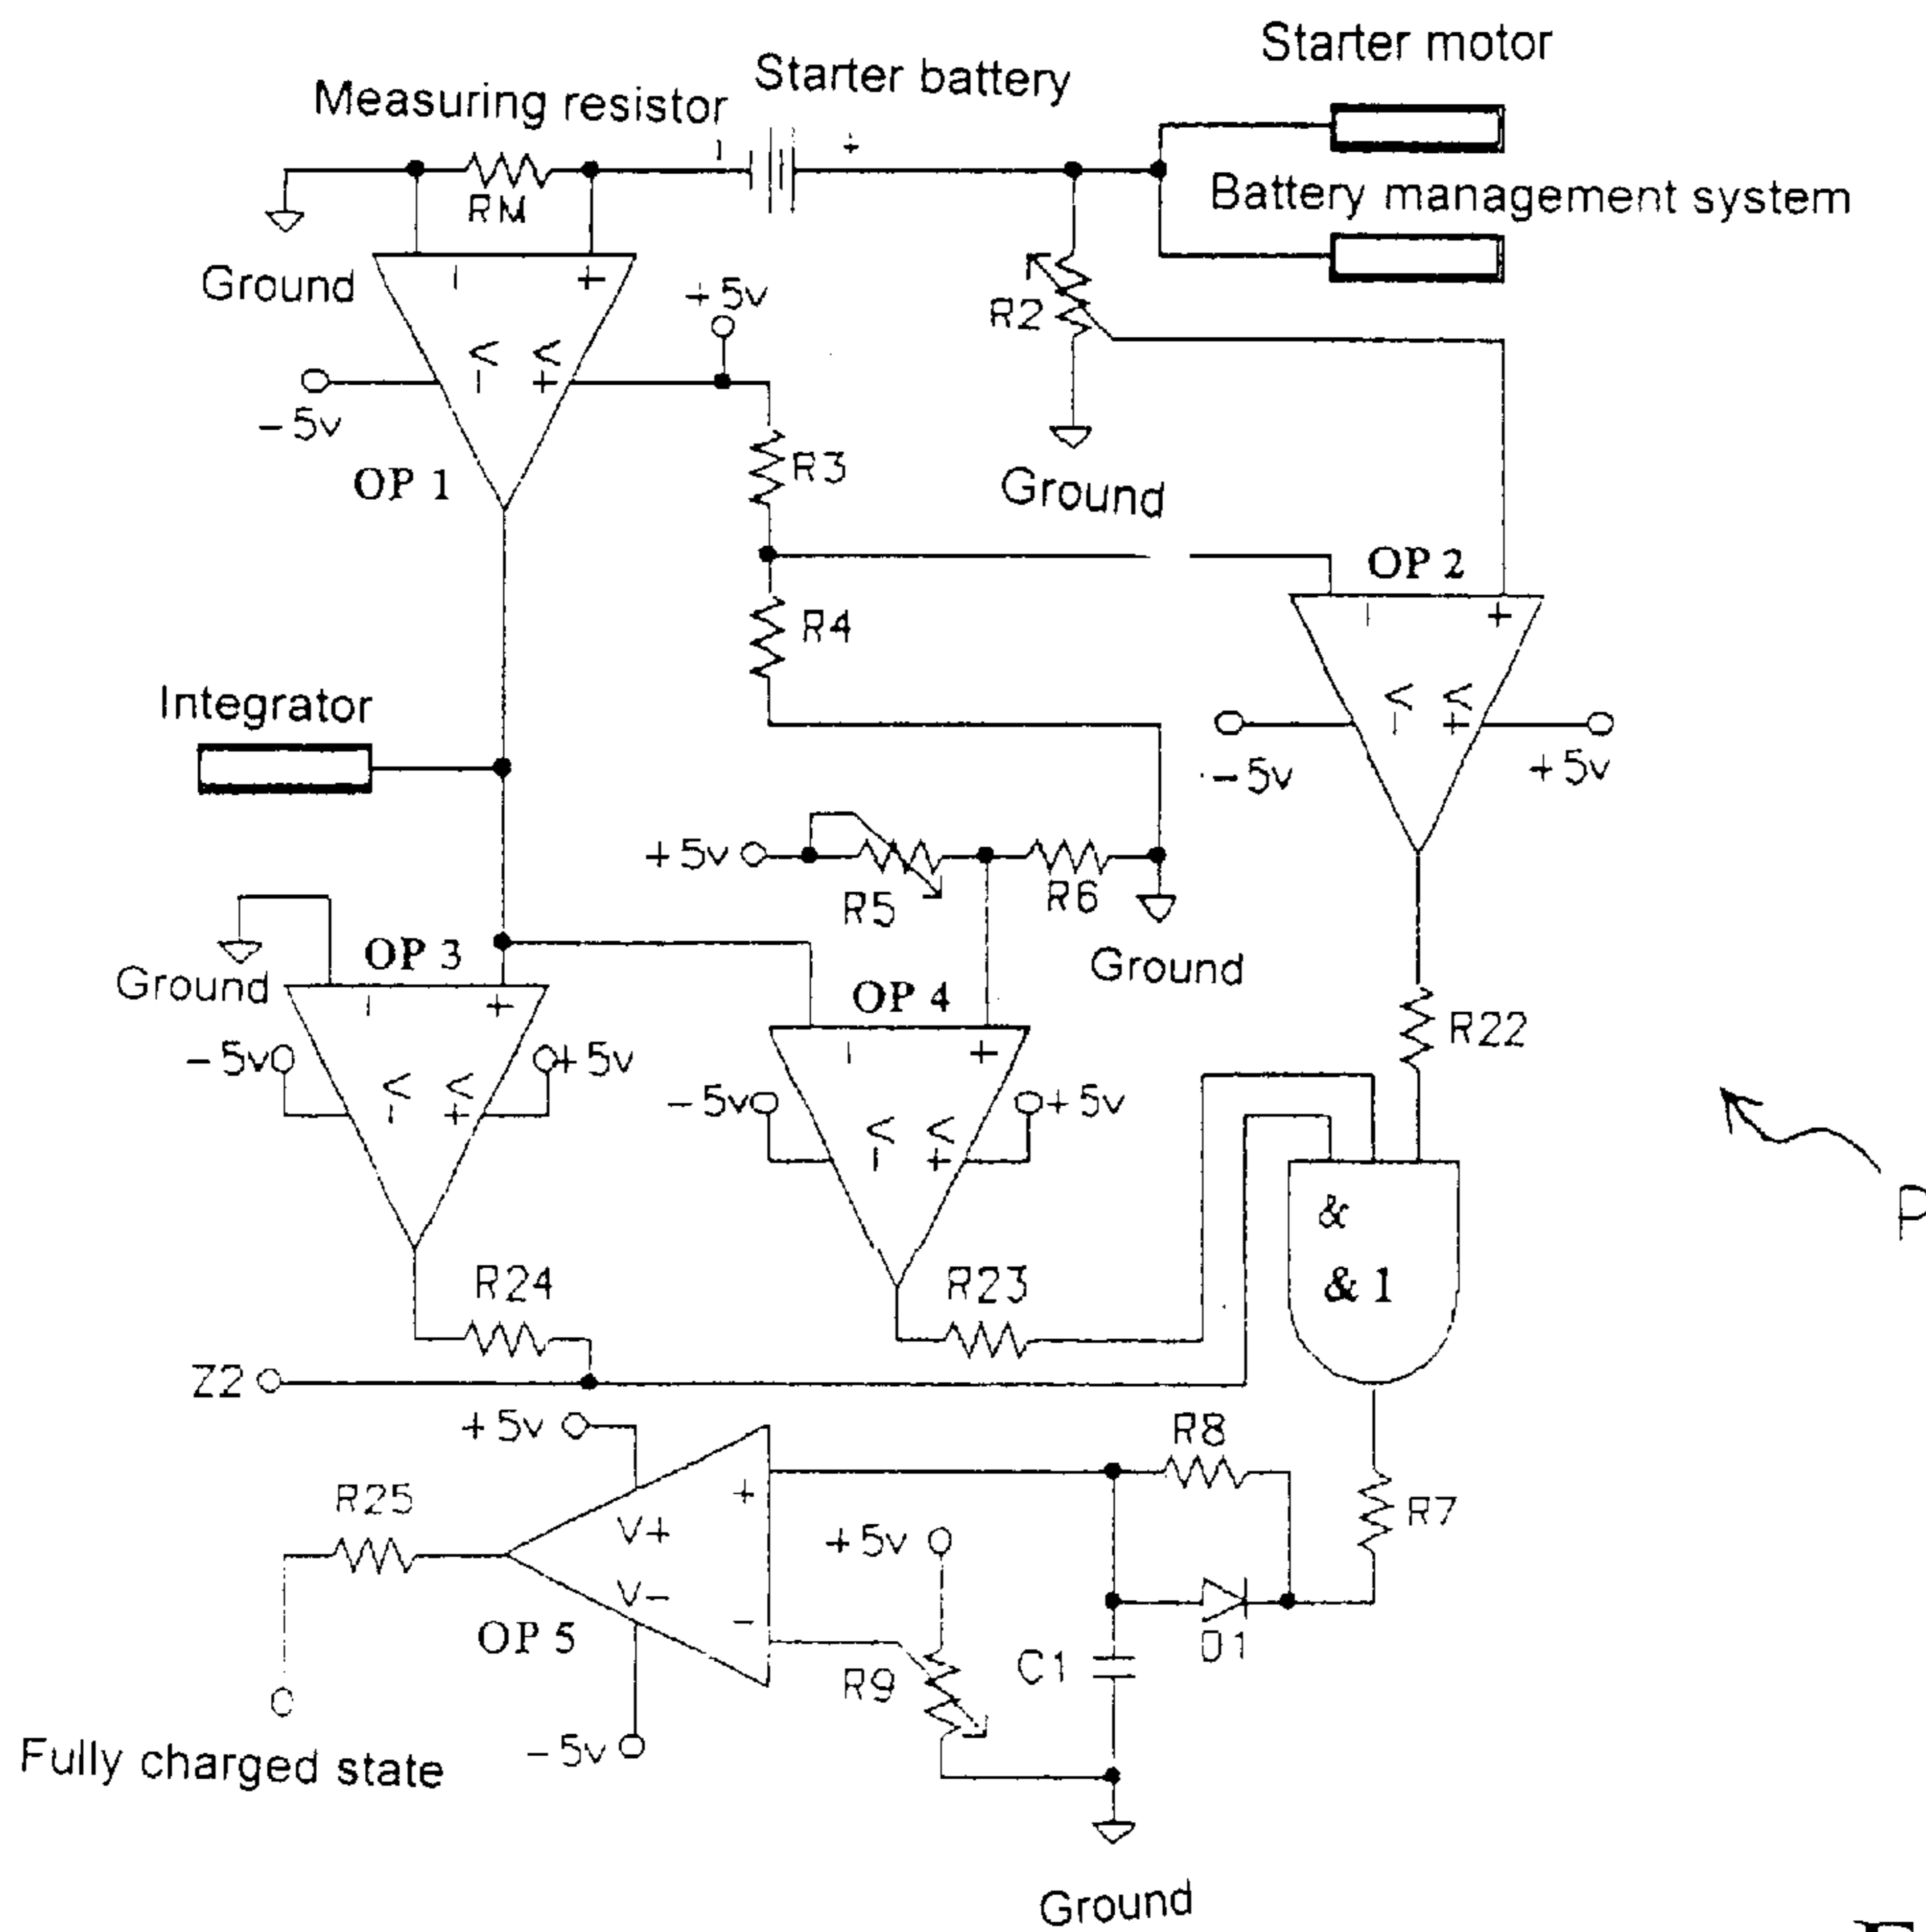 Starter motor
Starter battery
Measuring resistor
- +
RM
Battery management system
Ground
- +
+5v
R2
V- V+
-5v
OP 1
R3
Ground
OP 2
R4
- +
Integrator
V- V+
-5v
+5v
+5v
R5
R6
OP 3
Ground
Ground
OP 4
- +
R22
-5v
+5v
- +
V- V+
-5v
+5v
V- V+
P
&
& 1
R24
R23
Z2
+5v
R8
R25
+
V+
+5v
R7
V-
-
OP 5
R9
C1
D1
-5v
Fully charged state
Ground